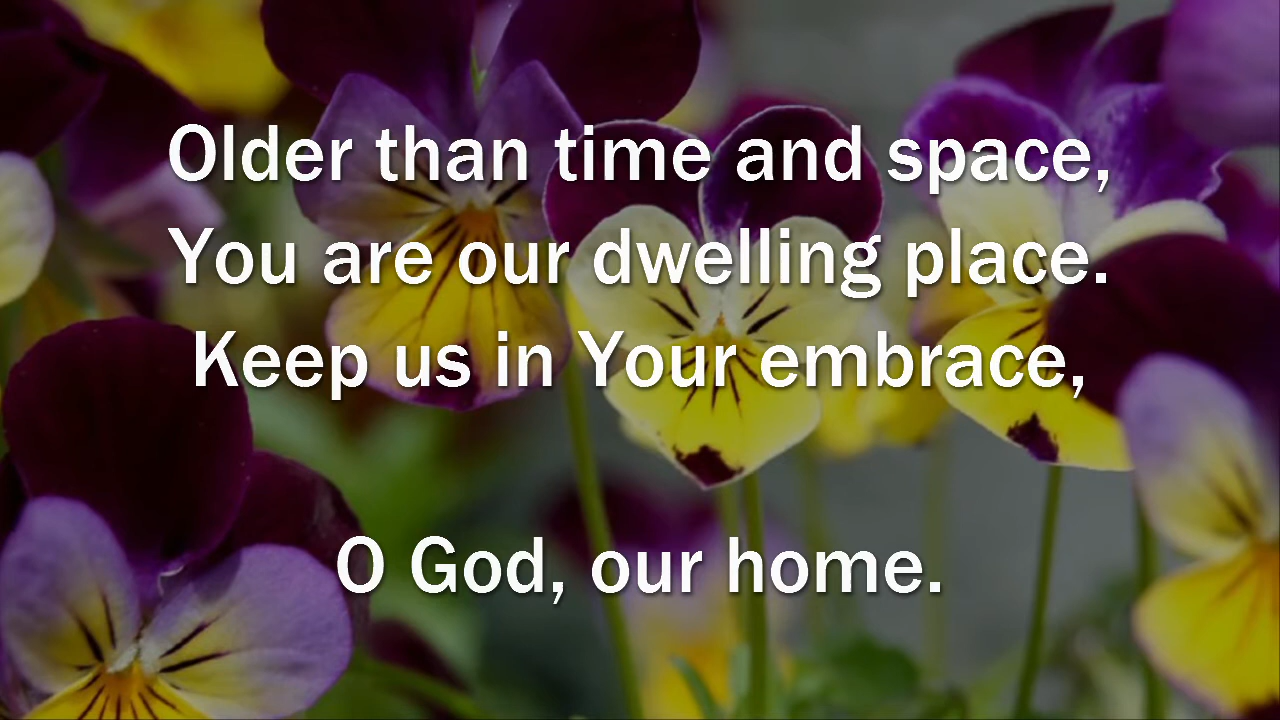 Older than time and space,
You are our dwelling place.
Keep us in Your embrace,
O God, our home.